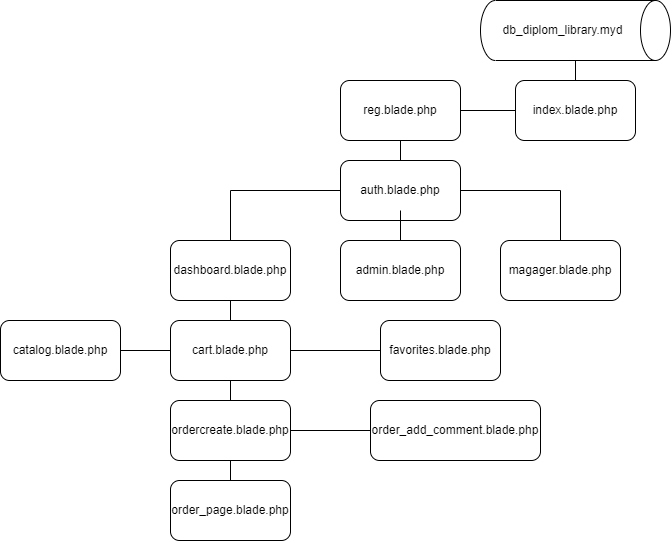 db_diplom_library.myd
reg.blade.php
index.blade.php
auth.blade.php
dashboard.blade.php
admin.blade.php
magager.blade.php
catalog.blade.php
cart.blade.php
favorites.blade.php
ordercreate.blade.php
order_add_comment.blade.php
order_page.blade.php